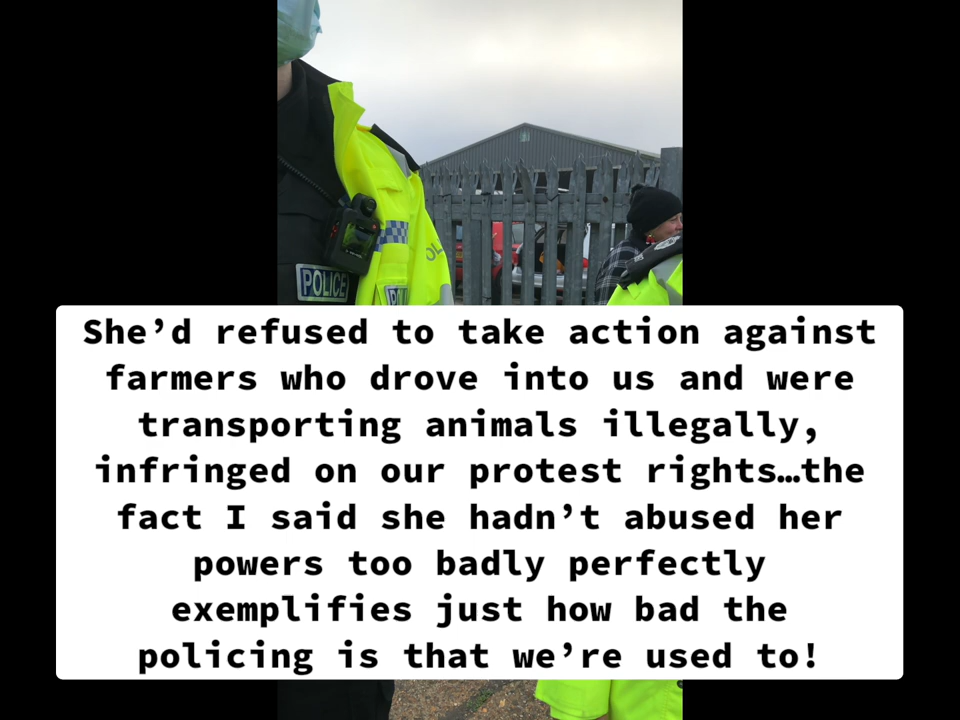 POLICE
POL
She’d refused to take action against
farmers who drove into us and were
transporting animals illegally,
infringed on our protest rights…the
fact I said she hadn’t abused her
powers too badly perfectly
exemplifies just how bad the
policing is that we’re used to!